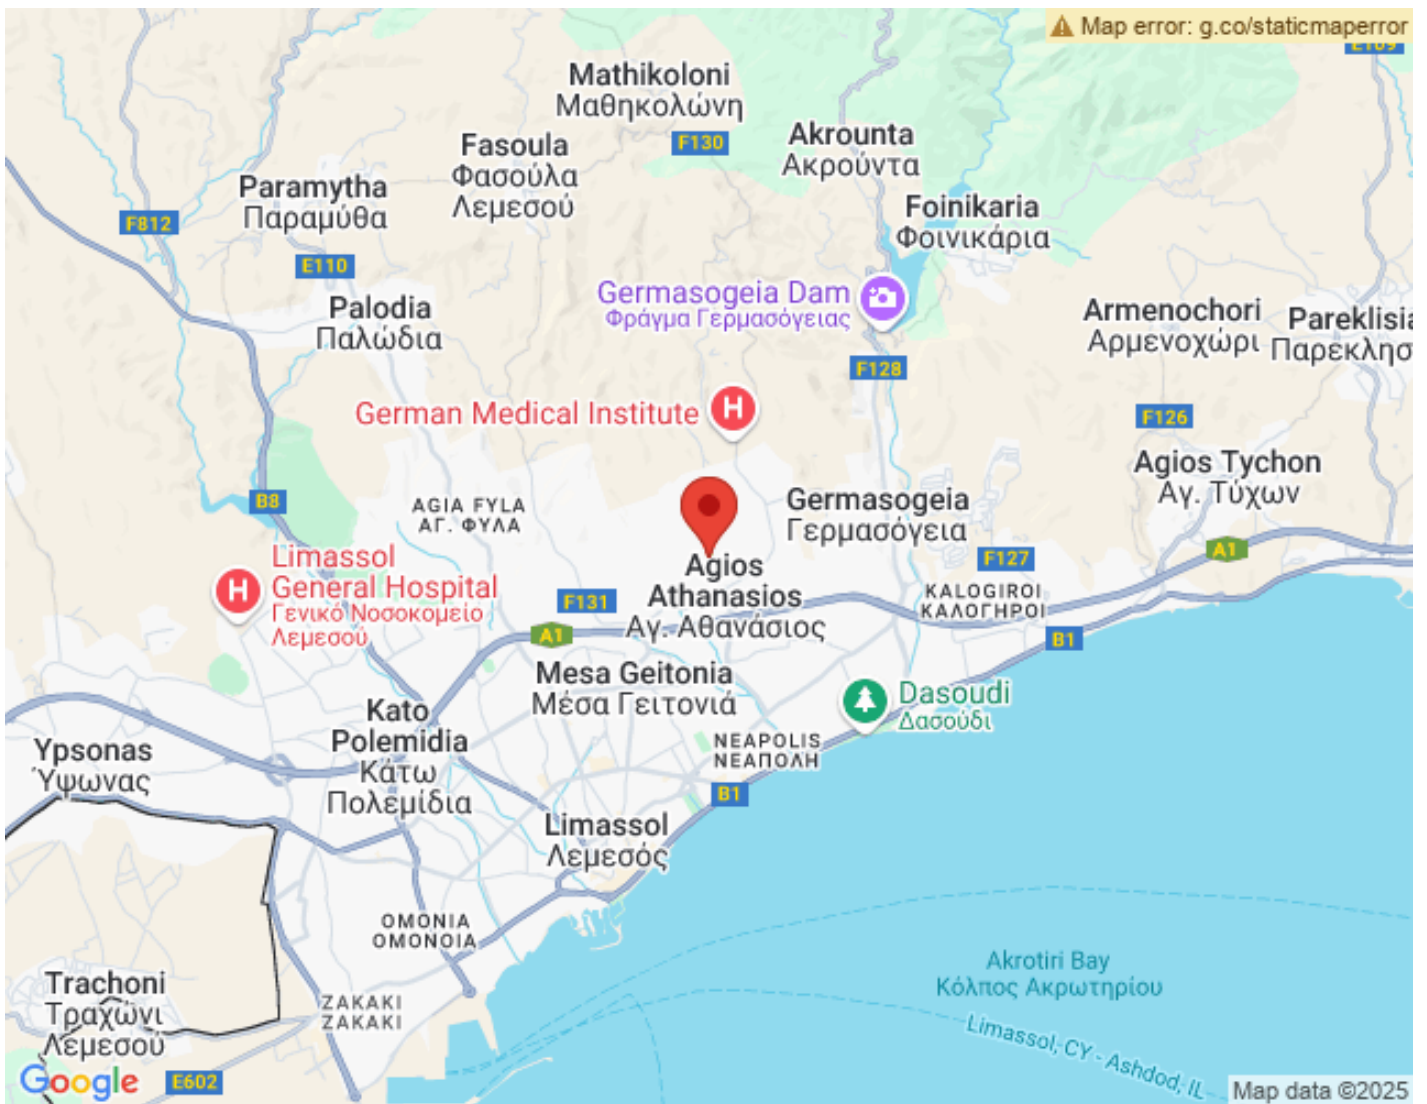 Map error: g.co/staticmaperror
E109
Mathikoloni
Μαθηκολώνη
F130
Akrounta
Ακρούντα
Fasoula
Φασούλα
Λεμεσού
Paramytha
Παραμύθα
F812
E110
Foinikaria
Φοινικάρια
Germasogeia Dam
Φράγμα Γερμασόγειας
Palodia
Παλώδια
Armenochori
Αρμενοχώρι
Pareklisia
Παρεκλησ
F128
German Medical Institute
H
F126
Agios Tychon
Αγ. Τύχων
AGIA FYLA
ΑΓ. ΦΥΛΑ
B8
Germasogeia
Γερμασόγεια
A1
F127
Limassol
General Hospital
Γενικό Νοσοκομείο
Λεμεσού
H
Agios
Athanasios
Αγ. Αθανάσιος
F131
A1
KALOGIROI
ΚΑΛΟΓΗΡΟΙ
B1
Mesa Geitonia
Μέσα Γειτονιά
Dasoudi
Δασούδι
Kato
Polemidia
Κάτω
Πολεμίδια
Ypsonas
Ύψωνας
NEAPOLIS
ΝΕΑΠΟΛΗ
B1
Limassol
Λεμεσός
OMONIA
ΟΜΟΝΟΙΑ
Akrotiri Bay
Κόλπος Ακρωτηρίου
Trachoni
Τραχώνι
Λεμεσού
ZAKAKI
ΖΑΚΑΚΙ
Limassol, CY - Ashdod, IL
Google
E602
Map data ©2025